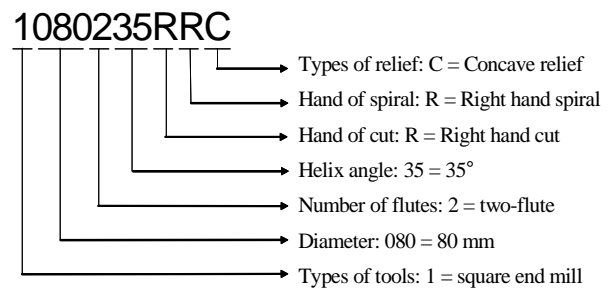 1080235RRC
Types of relief: C = Concave relief
Hand of spiral: R = Right hand spiral
Hand of cut: R = Right hand cut
Helix angle: 35 = 35°
Number of flutes: 2 = two-flute
Diameter: 080 = 80 mm
Types of tools: 1 = square end mill